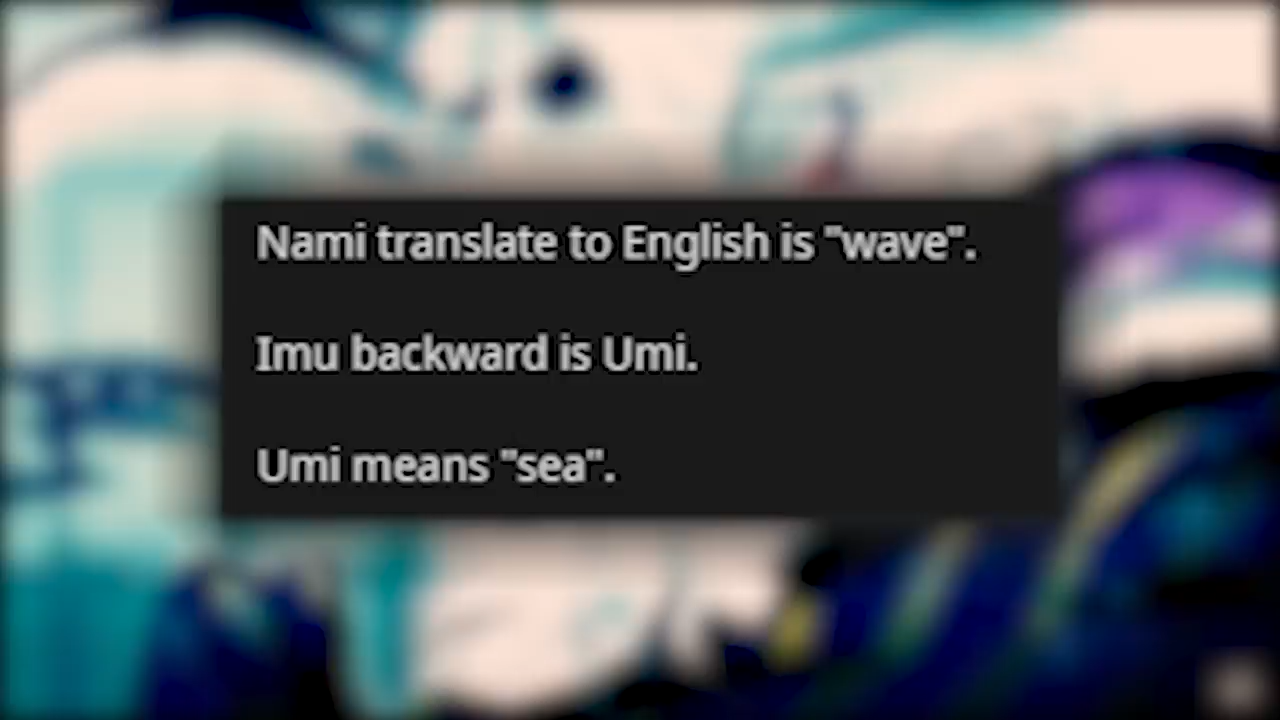 Nami translate to English is "wave".
Imu backward is Umi.
Umi means "sea".